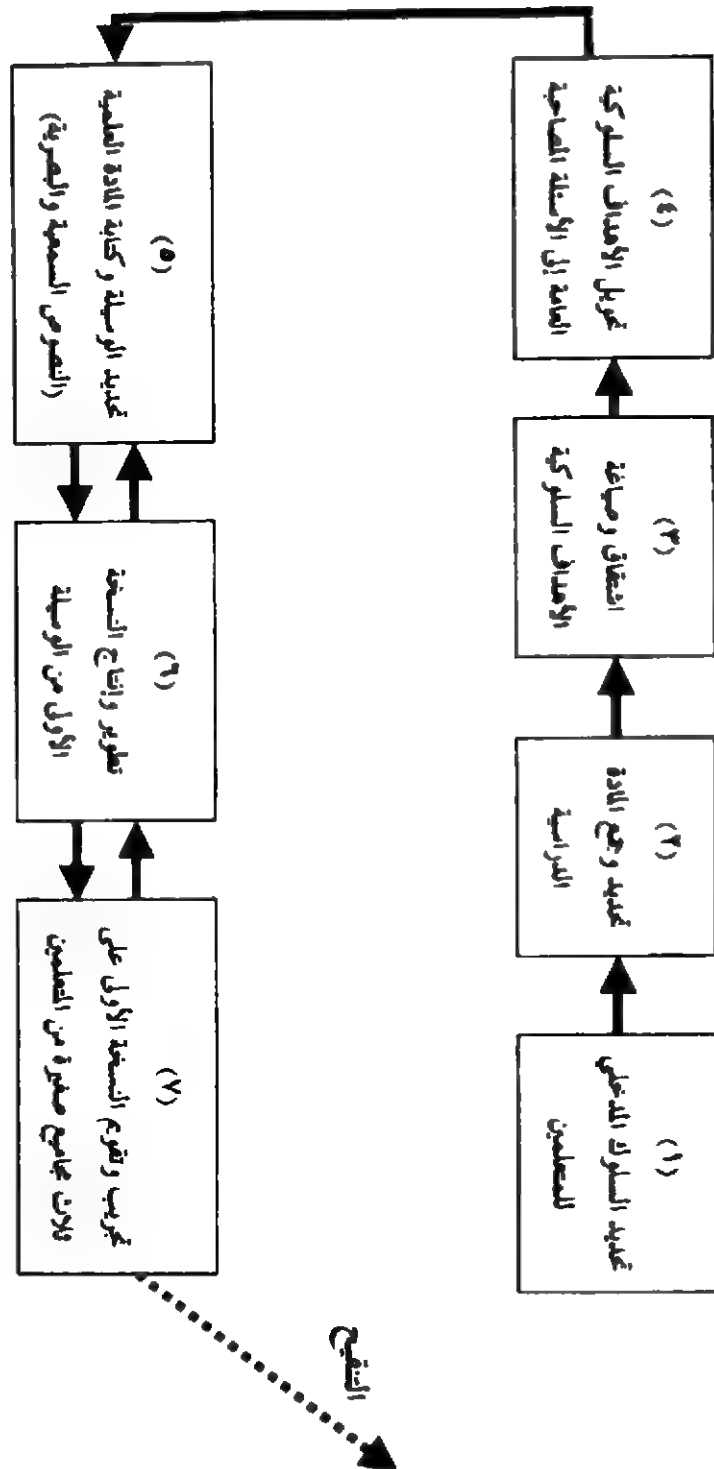 (١)
تحديد السلوك المدخلي
للمتعلمين
(٢)
تحديد وجمع المادة
الدراسية
(٣)
اشتقاق وصياغة
الأهداف السلوكية
(٤)
تحويل الأهداف السلوكية
العامة إلى الأسئلة المصاحبة
(٥)
تحديد الوسيلة وكتابة المادة العلمية
(النصوص السمعية والبصرية)
(٦)
تطوير وإنتاج النسخة
الأولى من الوسيلة
(٧)
تجريب وتقويم النسخة الأولى على
ثلاث مجاميع صغيرة من المتعلمين
التنقيح